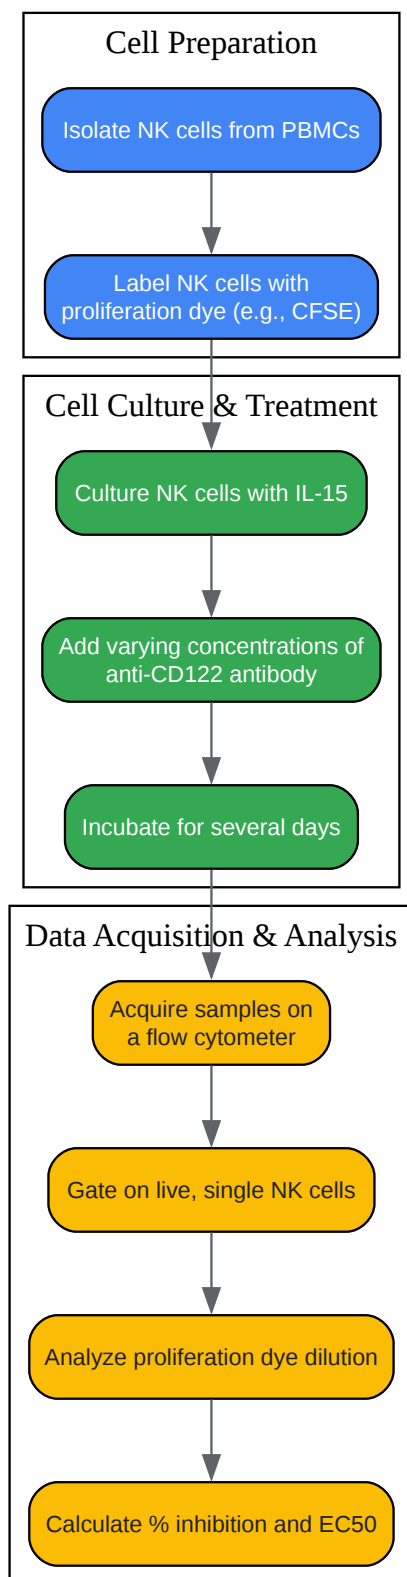 Cell Preparation
Isolate NK cells from PBMCs
Label NK cells with
proliferation dye (e.g., CFSE)
Cell Culture & Treatment
Culture NK cells with IL-15
Add varying concentrations of
anti-CD122 antibody
Incubate for several days
Data Acquisition & Analysis
Acquire samples on
a flow cytometer
Gate on live, single NK cells
Analyze proliferation dye dilution
Calculate % inhibition and EC50